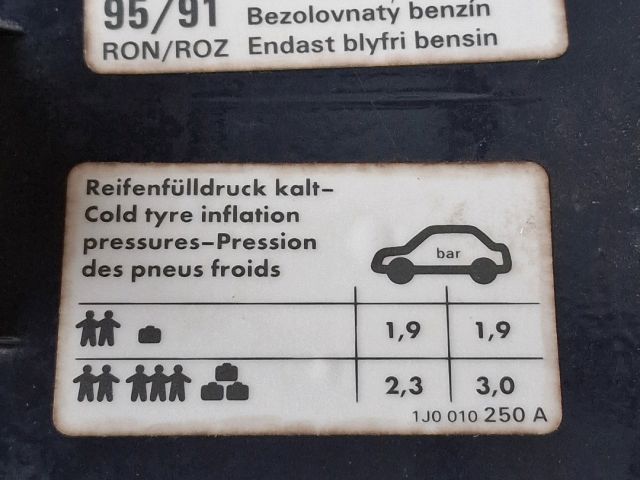 95/91 Bezolovnatý benzín
RON/ROZ Endast blyfri bensin
Reifenfülldruck kalt–
Cold tyre inflation
pressures–Pression
des pneus froids
bar
1,9 1,9
2,3 3,0
1J0 010 250 A